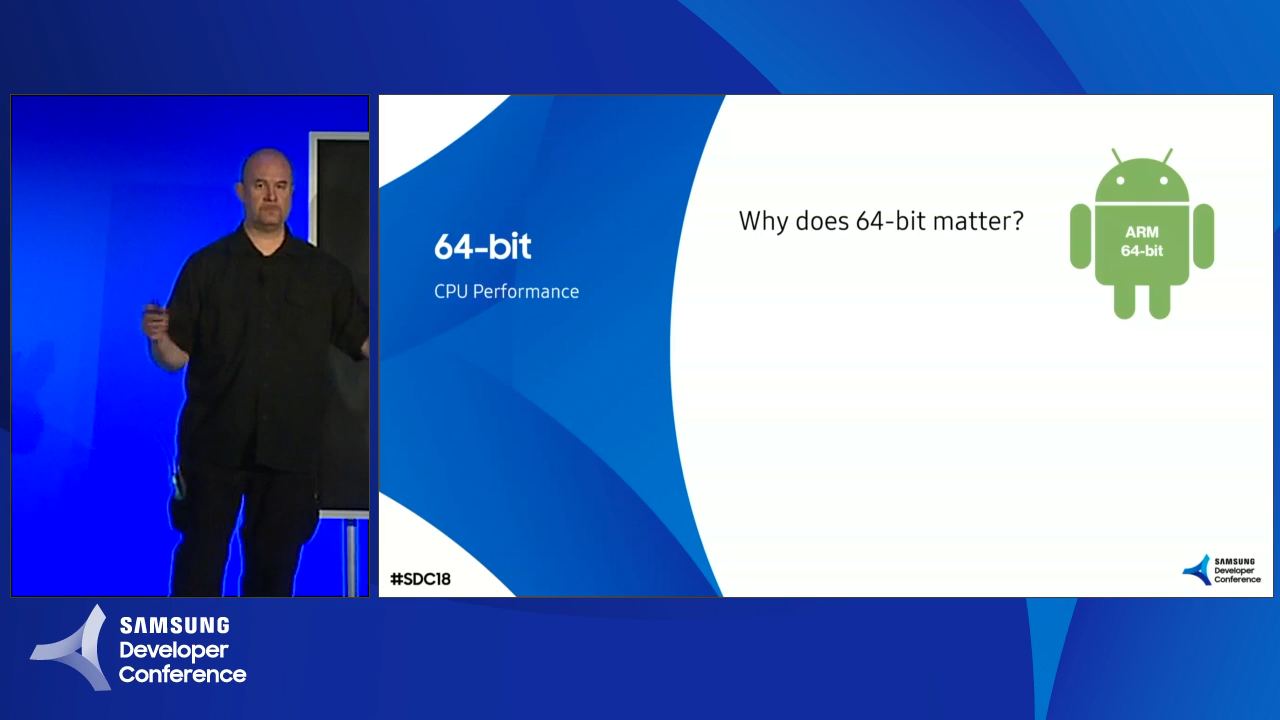 64-bit
CPU Performance
Why does 64-bit matter?
ARM
64-bit
#SDC18
SAMSUNG
Developer
Conference
SAMSUNG
Developer
Conference